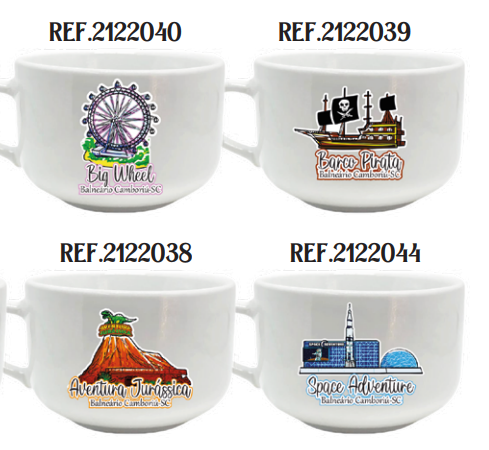 REF.2122040
REF.2122039
Big Wheel
Balneário Camboriú-SC
Barco Pirata
Balneário Camboriú-SC
REF.2122038
REF.2122044
Aventura Jurássica
Balneário Camboriú-SC
Space Adventure
Balneário Camboriú-SC